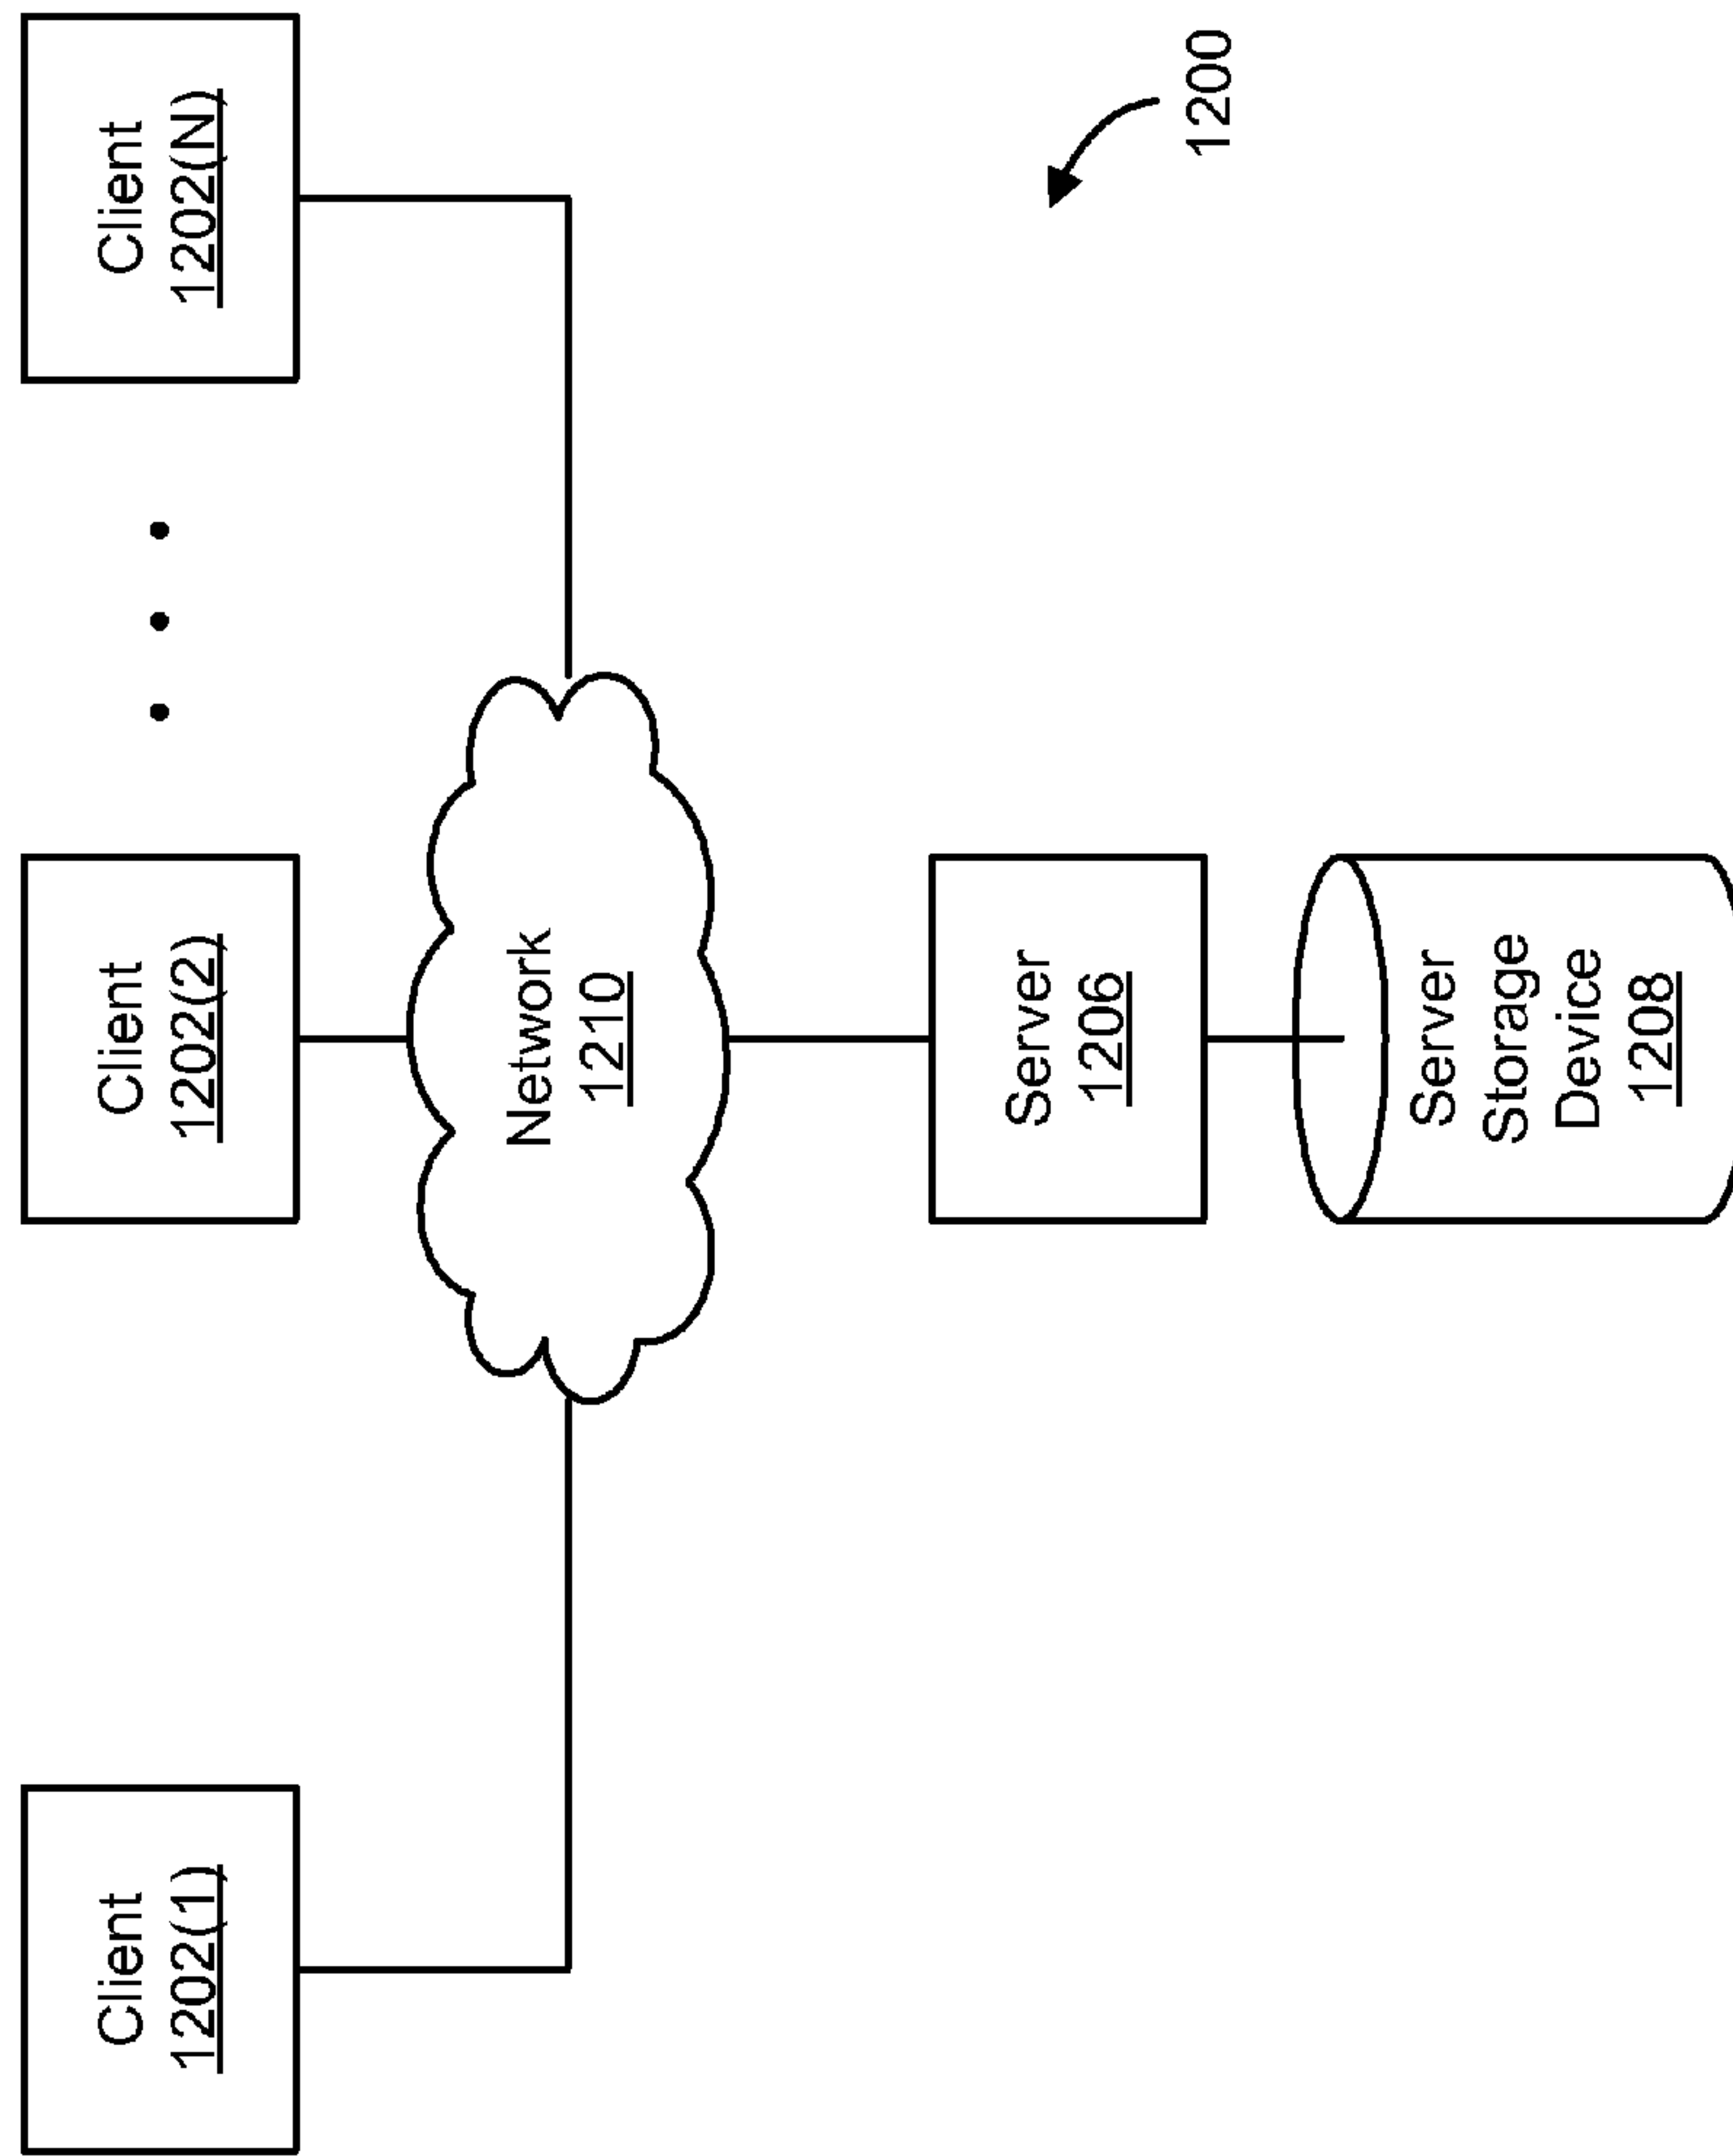 Client
1202(1)
Client
1202(2)
Client
1202(N)
Network
1210
1200
Server
1206
Server
Storage
Device
1208